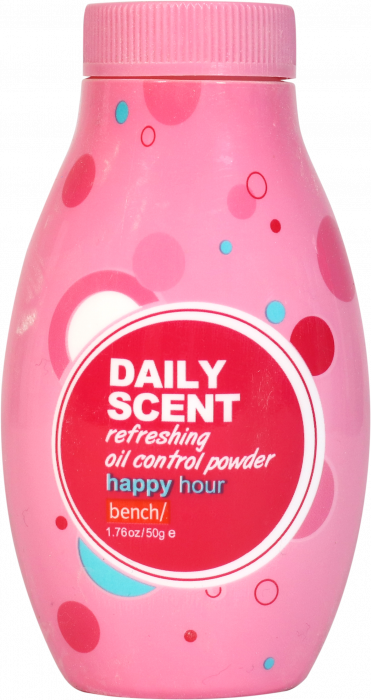 DAILY
SCENT
refreshing
oil control powder
happy hour
bench/
1.76oz/50g e